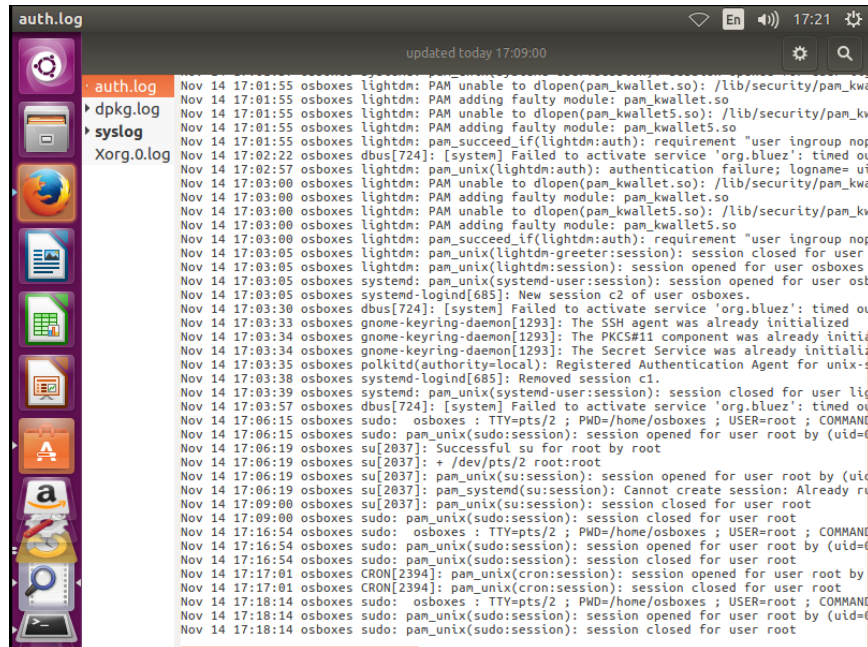 auth.log
En
17:21
updated today 17:09:00
auth.log
dpkg.log
syslog
Xorg.0.log
Nov 14 17:01:55 osboxes lightdm: PAM unable to dlopen(pam_kwallet.so): /lib/security/pam_kwa
Nov 14 17:01:55 osboxes lightdm: PAM adding faulty module: pam_kwallet.so
Nov 14 17:01:55 osboxes lightdm: PAM unable to dlopen(pam_kwallet5.so): /lib/security/pam_kw
Nov 14 17:01:55 osboxes lightdm: PAM adding faulty module: pam_kwallet5.so
Nov 14 17:01:55 osboxes lightdm: pam_succeed_if(lightdm:auth): requirement "user ingroup nop
Nov 14 17:02:22 osboxes dbus[724]: [system] Failed to activate service 'org.bluez': timed ou
Nov 14 17:02:57 osboxes lightdm: pam_unix(lightdm:auth): authentication failure; logname= ui
Nov 14 17:03:00 osboxes lightdm: PAM unable to dlopen(pam_kwallet.so): /lib/security/pam_kwa
Nov 14 17:03:00 osboxes lightdm: PAM adding faulty module: pam_kwallet.so
Nov 14 17:03:00 osboxes lightdm: PAM unable to dlopen(pam_kwallet5.so): /lib/security/pam_kw
Nov 14 17:03:00 osboxes lightdm: PAM adding faulty module: pam_kwallet5.so
Nov 14 17:03:00 osboxes lightdm: pam_succeed_if(lightdm:auth): requirement "user ingroup nop
Nov 14 17:03:05 osboxes lightdm: pam_unix(lightdm-greeter:session): session closed for user
Nov 14 17:03:05 osboxes lightdm: pam_unix(lightdm:session): session opened for user osboxes
Nov 14 17:03:05 osboxes systemd: pam_unix(systemd-user:session): session opened for user osb
Nov 14 17:03:05 osboxes systemd-logind[685]: New session c2 of user osboxes.
Nov 14 17:03:30 osboxes dbus[724]: [system] Failed to activate service 'org.bluez': timed ou
Nov 14 17:03:33 osboxes gnome-keyring-daemon[1293]: The SSH agent was already initialized
Nov 14 17:03:34 osboxes gnome-keyring-daemon[1293]: The PKCS#11 component was already initia
Nov 14 17:03:34 osboxes gnome-keyring-daemon[1293]: The Secret Service was already initializ
Nov 14 17:03:35 osboxes polkitd(authority=local): Registered Authentication Agent for unix-s
Nov 14 17:03:38 osboxes systemd-logind[685]: Removed session c1.
Nov 14 17:03:39 osboxes systemd: pam_unix(systemd-user:session): session closed for user lig
Nov 14 17:03:57 osboxes dbus[724]: [system] Failed to activate service 'org.bluez': timed ou
Nov 14 17:06:15 osboxes sudo:  osboxes : TTY=pts/2 ; PWD=/home/osboxes ; USER=root ; COMMAND
Nov 14 17:06:15 osboxes sudo: pam_unix(sudo:session): session opened for user root by (uid=0
Nov 14 17:06:19 osboxes su[2037]: Successful su for root by root
Nov 14 17:06:19 osboxes su[2037]: + /dev/pts/2 root:root
Nov 14 17:06:19 osboxes su[2037]: pam_unix(su:session): session opened for user root by (uid
Nov 14 17:06:19 osboxes su[2037]: pam_systemd(su:session): Cannot create session: Already ru
Nov 14 17:09:00 osboxes su[2037]: pam_unix(su:session): session closed for user root
Nov 14 17:09:00 osboxes sudo: pam_unix(sudo:session): session closed for user root
Nov 14 17:16:54 osboxes sudo:  osboxes : TTY=pts/2 ; PWD=/home/osboxes ; USER=root ; COMMAND
Nov 14 17:16:54 osboxes sudo: pam_unix(sudo:session): session opened for user root by (uid=0
Nov 14 17:16:54 osboxes sudo: pam_unix(sudo:session): session closed for user root
Nov 14 17:17:01 osboxes CRON[2394]: pam_unix(cron:session): session opened for user root by
Nov 14 17:17:01 osboxes CRON[2394]: pam_unix(cron:session): session closed for user root
Nov 14 17:18:14 osboxes sudo:  osboxes : TTY=pts/2 ; PWD=/home/osboxes ; USER=root ; COMMAND
Nov 14 17:18:14 osboxes sudo: pam_unix(sudo:session): session opened for user root by (uid=0
Nov 14 17:18:14 osboxes sudo: pam_unix(sudo:session): session closed for user root